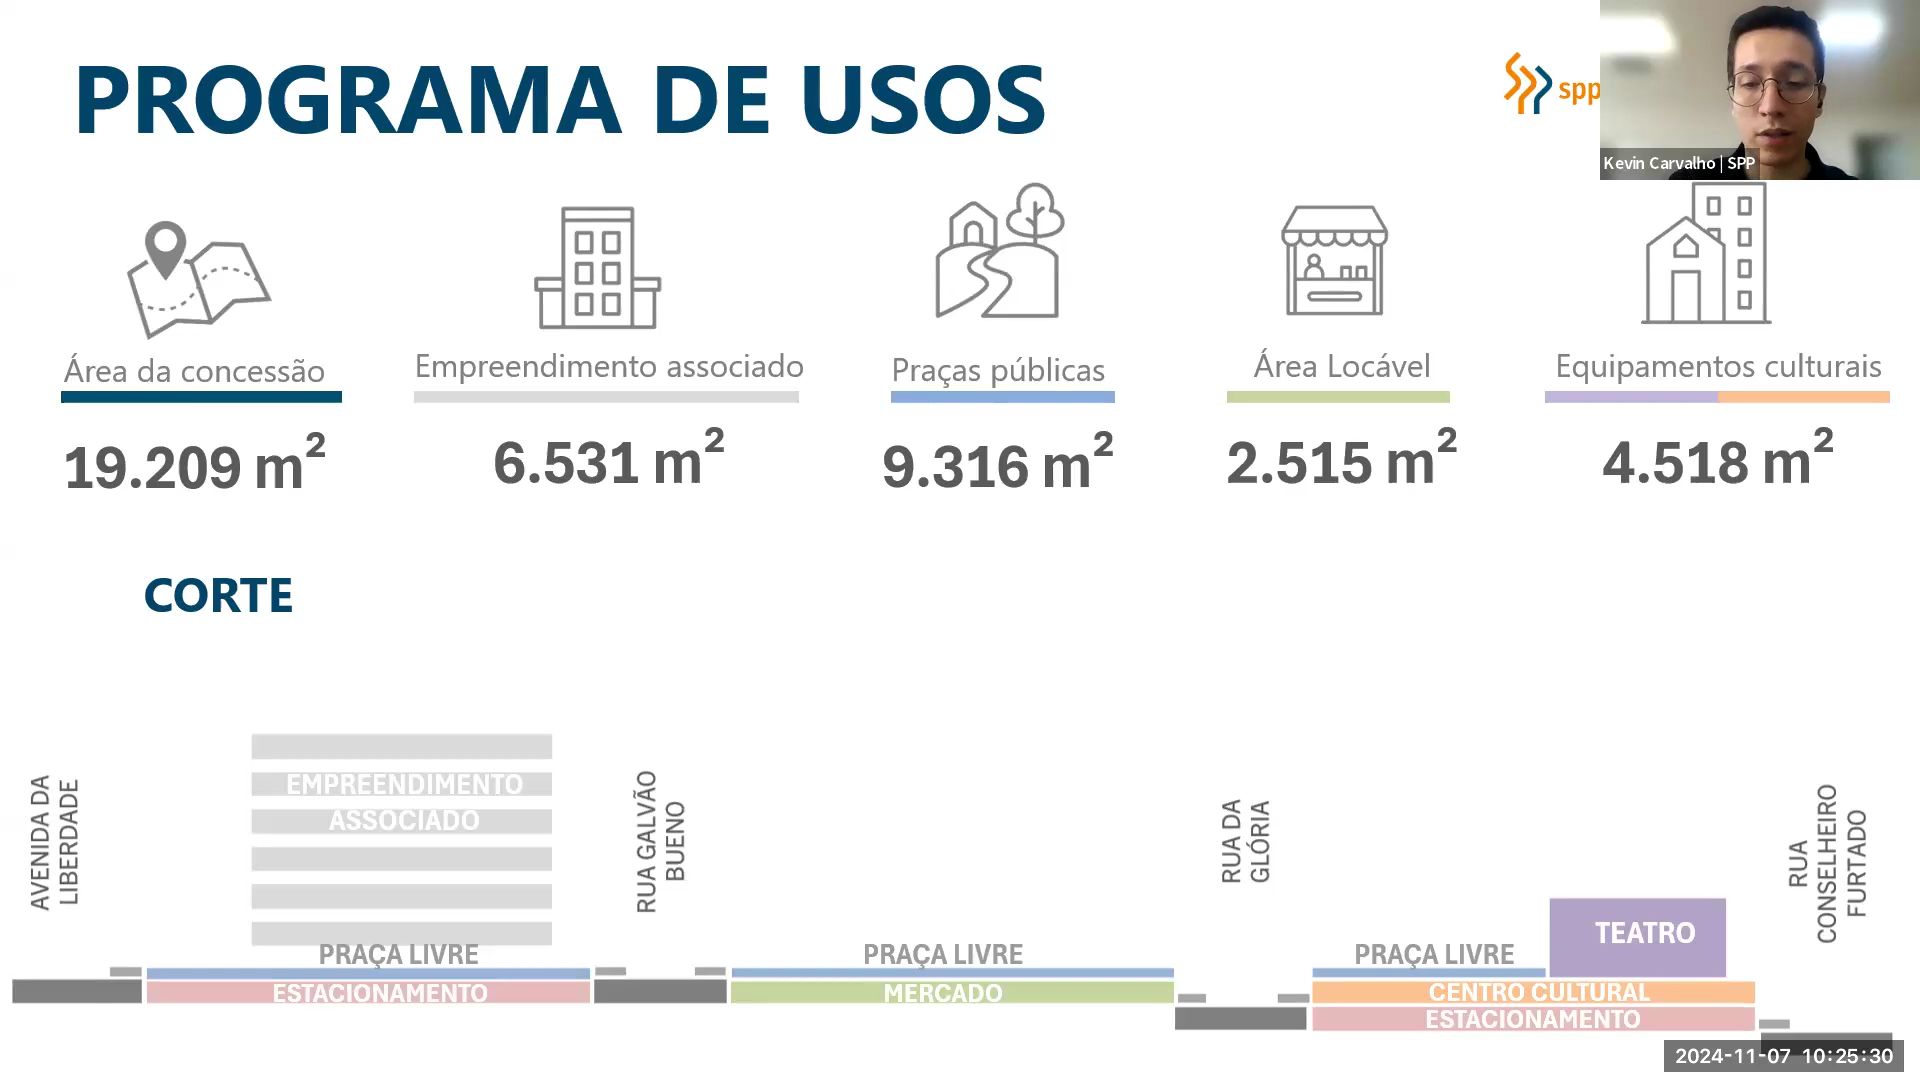 PROGRAMA DE USOS
spp
Kevin Carvalho | SPP
Área da concessão
19.209 m²
Empreendimento associado
6.531 m²
Praças públicas
9.316 m²
Área Locável
2.515 m²
Equipamentos culturais
4.518 m²
CORTE
AVENIDA DA
LIBERDADE
EMPREENDIMENTO
ASSOCIADO
PRAÇA LIVRE
ESTACIONAMENTO
RUA GALVÃO
BUENO
PRAÇA LIVRE
MERCADO
RUA DA
GLÓRIA
PRAÇA LIVRE
TEATRO
CENTRO CULTURAL
ESTACIONAMENTO
RUA
CONSELHEIRO
FURTADO
2024-11-07 10:25:30